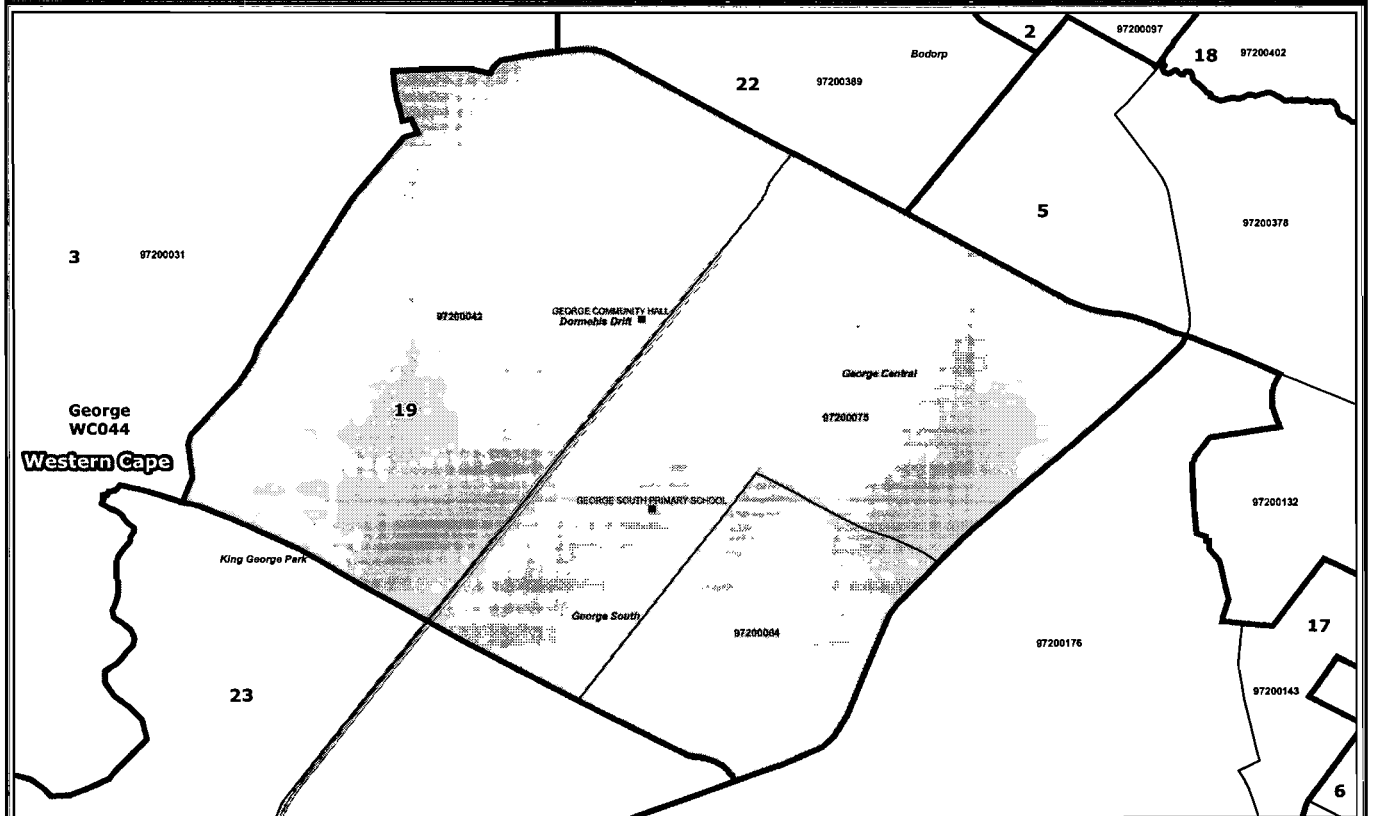 2
97200097
18
97200402
Bodorp
22
97200389
5
97200378
3
97200031
97200042
GEORGE COMMUNITY HALL
Dormehls Drift
George Central
19
97200075
George
WC044
Western Cape
GEORGE SOUTH PRIMARY SCHOOL
97200132
King George Park
George South
97200064
97200176
17
23
97200143
6